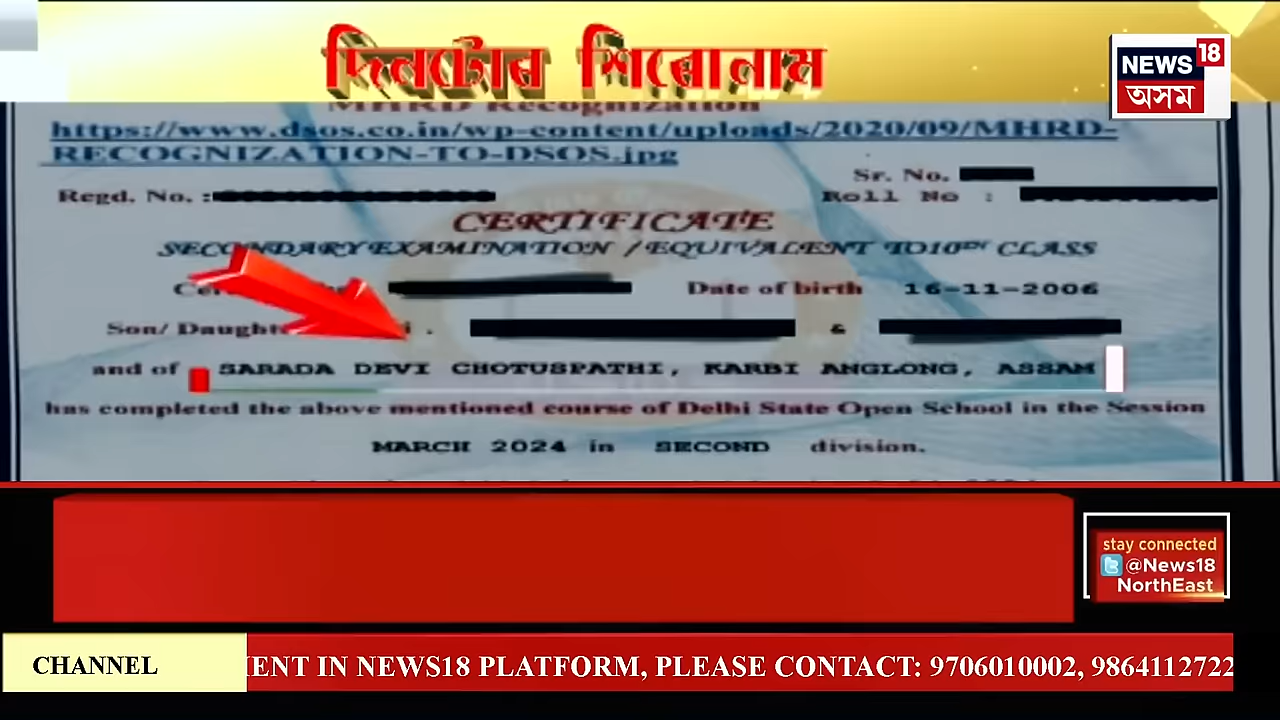 দিনটোৰ শিৰোনাম
NEWS 18
অসম
MHRD Recognization
https://www.dsos.co.in/wp-content/uploads/2020/09/MHRD-
RECOGNIZATION-TO-DSOS.jpg
Sr. No.
Regd. No. :
Roll No :
CERTIFICATE
SECONDARY EXAMINATION / EQUIVALENT TO 10TH CLASS
Date of birth 16-11-2006
Son/ &
and of SARADA DEVI CHOTUSPATHI, KARBI ANGLONG, ASSAM
has completed the above mentioned course of Delhi State Open School in the Session
MARCH 2024 in SECOND division.
stay connected
@News18
NorthEast
CHANNEL
IN NEWS18 PLATFORM, PLEASE CONTACT: 9706010002, 9864112722